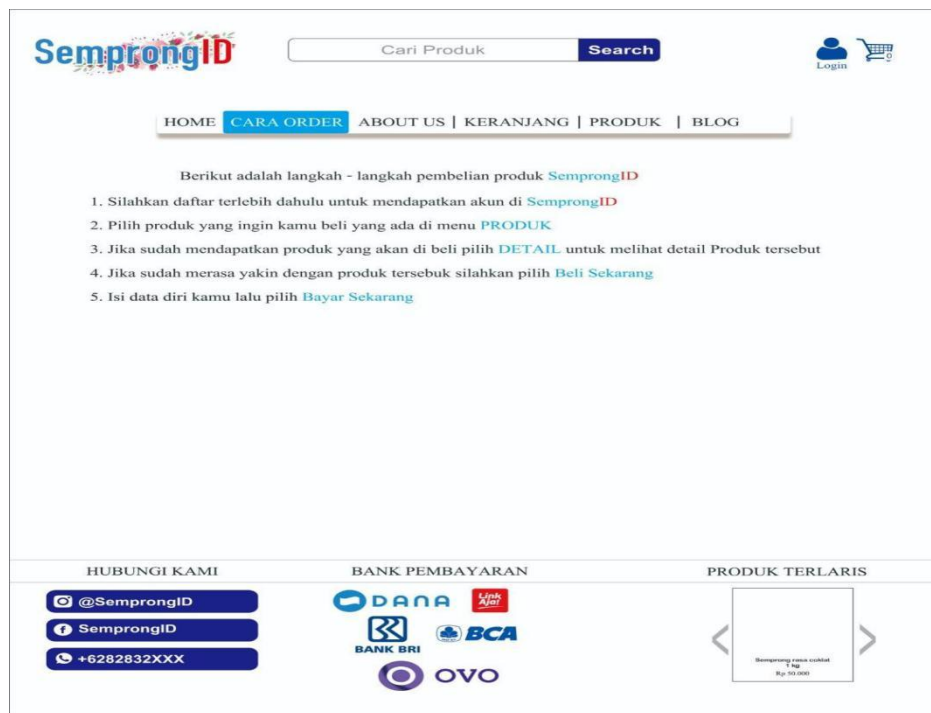 SemprongID
Cari Produk Search
Login 0
HOME CARA ORDER ABOUT US | KERANJANG | PRODUK | BLOG
Berikut adalah langkah - langkah pembelian produk SemprongID
1. Silahkan daftar terlebih dahulu untuk mendapatkan akun di SemprongID
2. Pilih produk yang ingin kamu beli yang ada di menu PRODUK
3. Jika sudah mendapatkan produk yang akan di beli pilih DETAIL untuk melihat detail Produk tersebut
4. Jika sudah merasa yakin dengan produk tersebuk silahkan pilih Beli Sekarang
5. Isi data diri kamu lalu pilih Bayar Sekarang
HUBUNGI KAMI BANK PEMBAYARAN PRODUK TERLARIS
@SemprongID
SemprongID
+6282832XXX
DANA Link Aja!
BANK BRI BCA
OVO
Semprong rasa coklat
1 kg
Rp 50.000